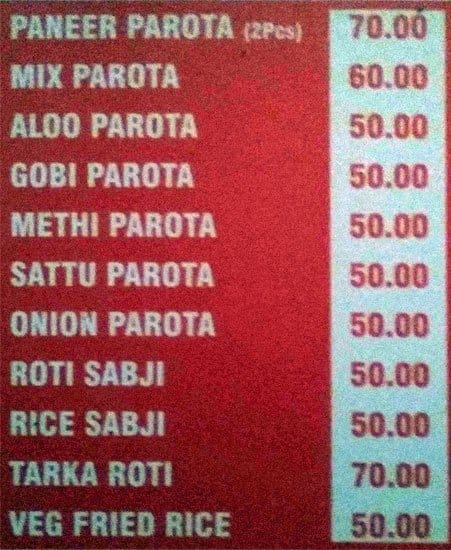 PANEER PAROTA (2Pcs) 70.00
MIX PAROTA 60.00
ALOO PAROTA 50.00
GOBI PAROTA 50.00
METHI PAROTA 50.00
SATTU PAROTA 50.00
ONION PAROTA 50.00
ROTI SABJI 50.00
RICE SABJI 50.00
TARKA ROTI 70.00
VEG FRIED RICE 50.00